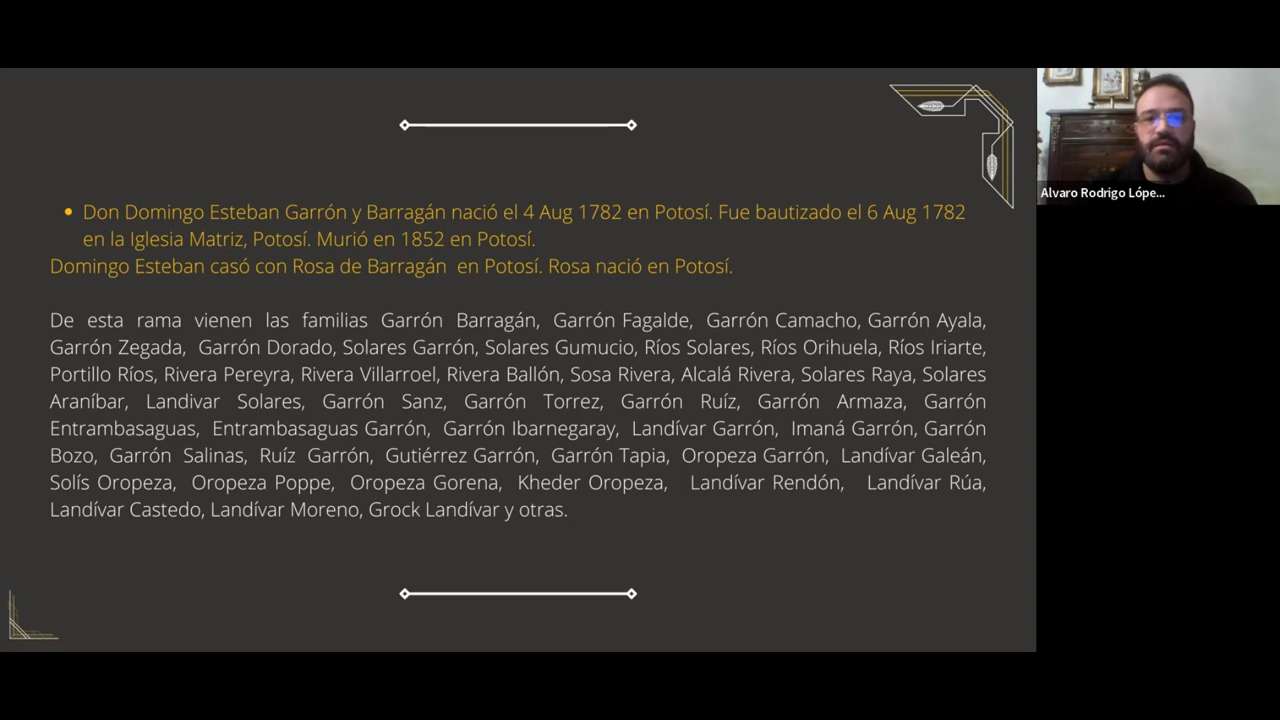 • Don Domingo Esteban Garrón y Barragán nació el 4 Aug 1782 en Potosí. Fue bautizado el 6 Aug 1782
en la Iglesia Matriz, Potosí. Murió en 1852 en Potosí.
Domingo Esteban casó con Rosa de Barragán en Potosí. Rosa nació en Potosí.
De esta rama vienen las familias Garrón Barragán, Garrón Fagalde, Garrón Camacho, Garrón Ayala,
Garrón Zegada, Garrón Dorado, Solares Garrón, Solares Gumucio, Ríos Solares, Ríos Orihuela, Ríos Iriarte,
Portillo Ríos, Rivera Pereyra, Rivera Villarroel, Rivera Ballón, Sosa Rivera, Alcalá Rivera, Solares Raya, Solares
Araníbar, Landivar Solares, Garrón Sanz, Garrón Torrez, Garrón Ruíz, Garrón Armaza, Garrón
Entrambasaguas, Entrambasaguas Garrón, Garrón Ibarnegaray, Landívar Garrón, Imaná Garrón, Garrón
Bozo, Garrón Salinas, Ruíz Garrón, Gutiérrez Garrón, Garrón Tapia, Oropeza Garrón, Landívar Galeán,
Solís Oropeza, Oropeza Poppe, Oropeza Gorena, Kheder Oropeza, Landívar Rendón, Landívar Rúa,
Landívar Castedo, Landívar Moreno, Grock Landívar y otras.
Alvaro Rodrigo Lópe...